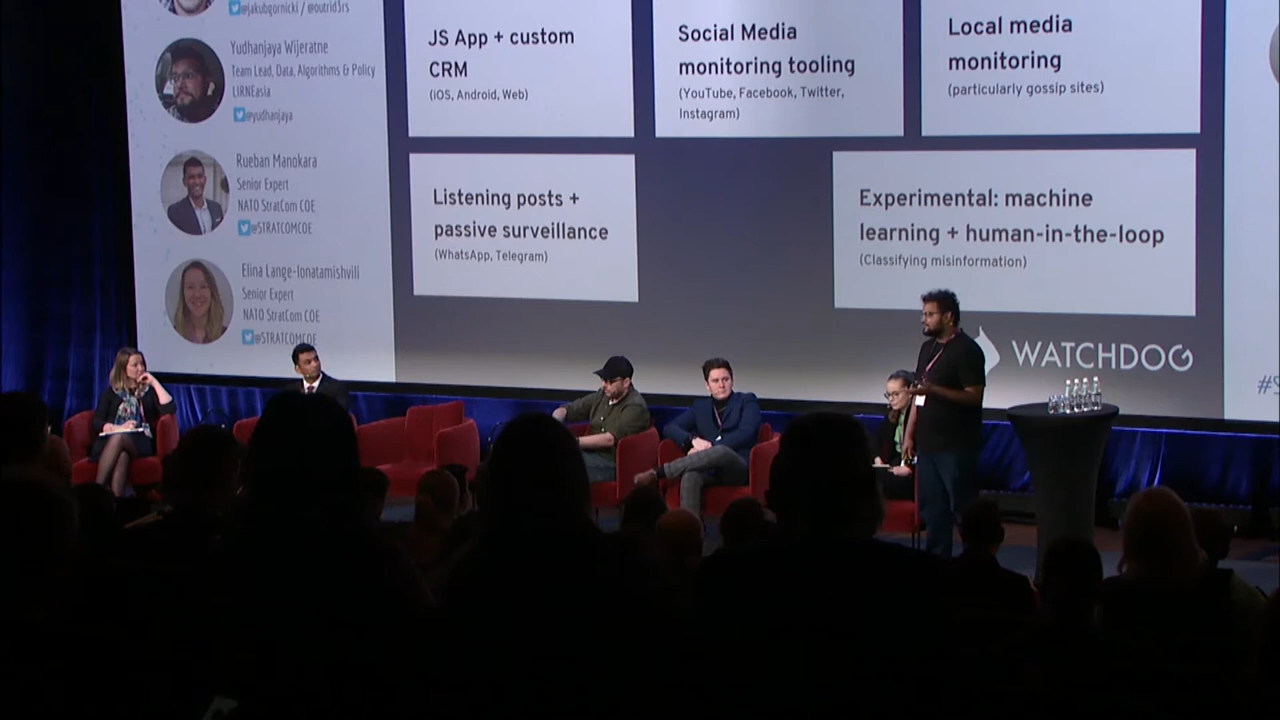 @jakubgornicki / @outrid3rs
Yudhanjaya Wijeratne
Team Lead, Data, Algorithms & Policy
LIRNEasia
@yudhanjaya
Rueban Manokara
Senior Expert
NATO StratCom COE
@STRATCOMCOE
Elina Lange-Ionatamishvili
Senior Expert
NATO StratCom COE
@STRATCOMCOE
JS App + custom
CRM
(iOS, Android, Web)
Social Media
monitoring tooling
(YouTube, Facebook, Twitter,
Instagram)
Local media
monitoring
(particularly gossip sites)
Listening posts +
passive surveillance
(WhatsApp, Telegram)
Experimental: machine
learning + human-in-the-loop
(Classifying misinformation)
WATCHDOG